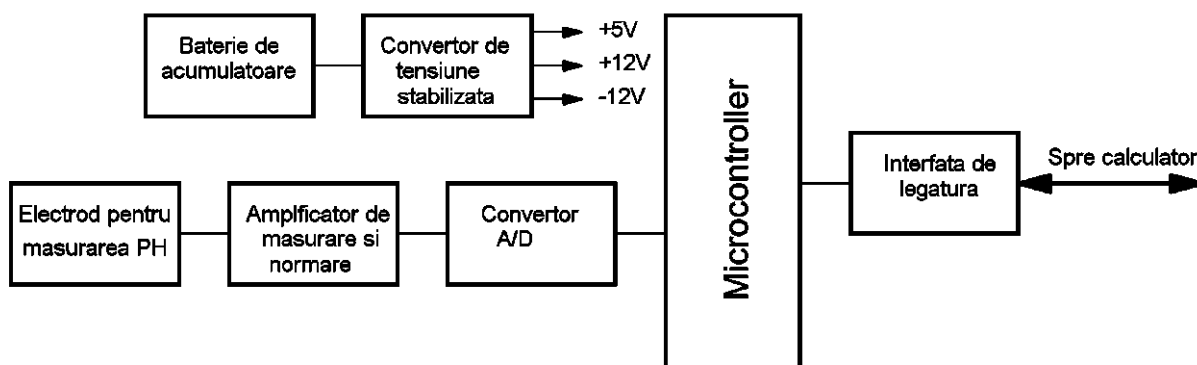 Baterie de
acumulatoare
Convertor de
tensiune
stabilizata
+5V
+12V
-12V
Electrod pentru
masurarea PH
Amplficator de
masurare si
normare
Convertor
A/D
Microcontroller
Interfata de
legatura
Spre calculator